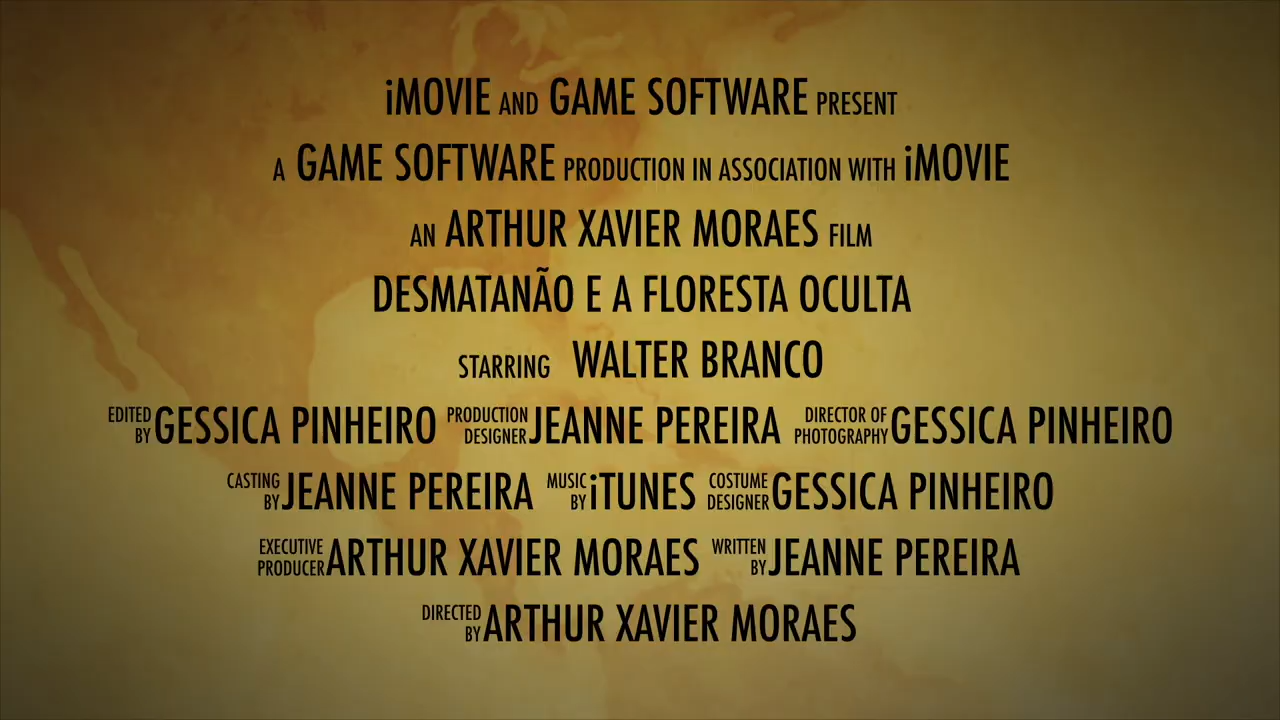 iMOVIE AND GAME SOFTWARE PRESENT
A GAME SOFTWARE PRODUCTION IN ASSOCIATION WITH iMOVIE
AN ARTHUR XAVIER MORAES FILM
DESMATANÃO E A FLORESTA OCULTA
STARRING WALTER BRANCO
EDITED BY GESSICA PINHEIRO PRODUCTION DESIGNER JEANNE PEREIRA DIRECTOR OF PHOTOGRAPHY GESSICA PINHEIRO
CASTING BY JEANNE PEREIRA MUSIC BY iTUNES COSTUME DESIGNER GESSICA PINHEIRO
EXECUTIVE PRODUCER ARTHUR XAVIER MORAES WRITTEN BY JEANNE PEREIRA
DIRECTED BY ARTHUR XAVIER MORAES